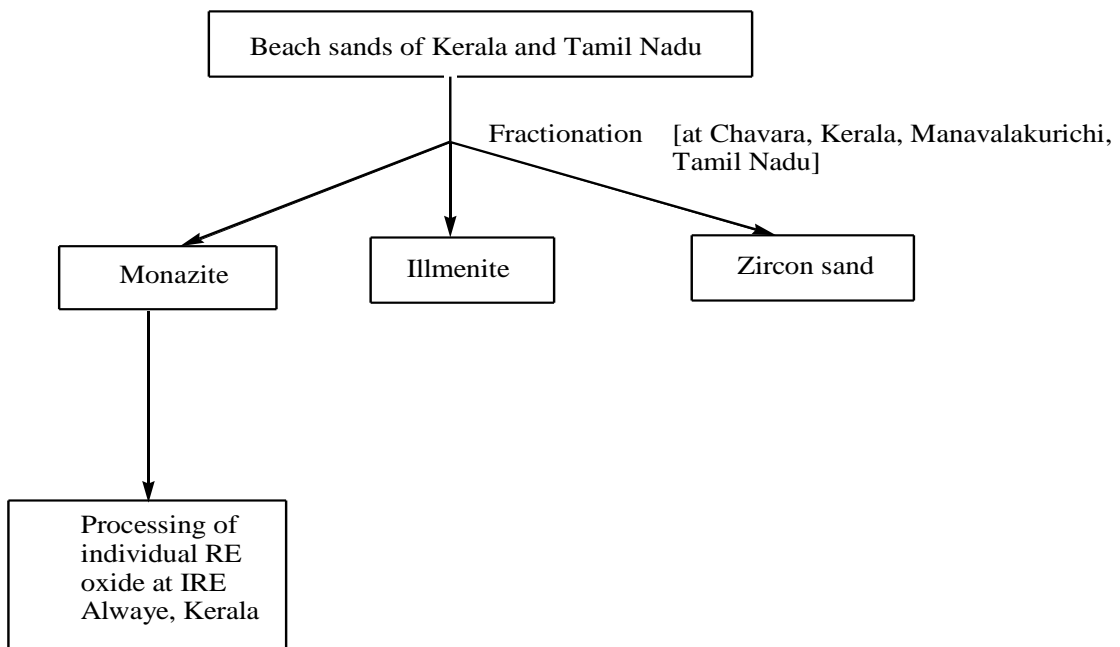 Beach sands of Kerala and Tamil Nadu
Fractionation [at Chavara, Kerala, Manavalakurichi,
Tamil Nadu]
Monazite
Illmenite
Zircon sand
Processing of
individual RE
oxide at IRE
Alwaye, Kerala